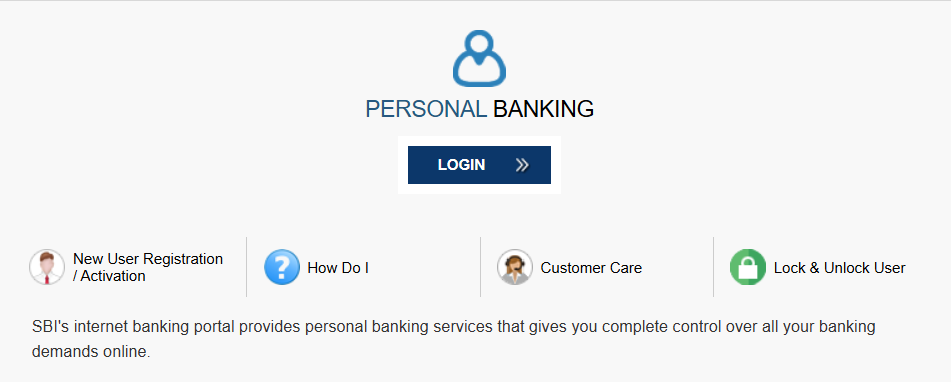 PERSONAL BANKING
LOGIN
New User Registration
/ Activation
How Do I
Customer Care
Lock & Unlock User
SBI's internet banking portal provides personal banking services that gives you complete control over all your banking
demands online.